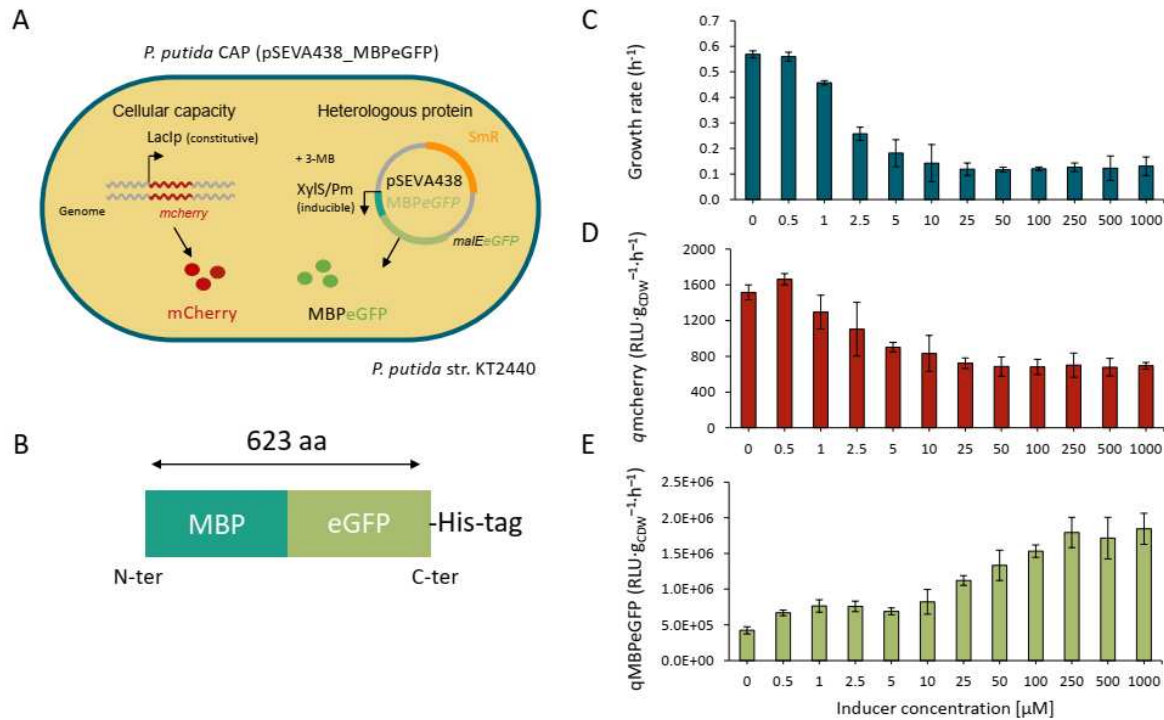 A
P. putida CAP (pSEVA438_MBPeGFP)
Cellular capacity
LacIp (constitutive)
Genome
mcherry
mCherry
Heterologous protein
SmR
+ 3-MB
XylS/Pm
(inducible)
pSEVA438
MBPeGFP
malEeGFP
MBPeGFP
P. putida str. KT2440
B
623 aa
MBP
eGFP
-His-tag
N-ter
C-ter
C
Growth rate (h⁻¹)
0.7
0.6
0.5
0.4
0.3
0.2
0.1
0
0 0.5 1 2.5 5 10 25 50 100 250 500 1000
D
qmcherry (RLU·gCDW⁻¹·h⁻¹)
1600
1200
800
400
0
0 0.5 1 2.5 5 10 25 50 100 250 500 1000
E
qMBPeGFP (RLU·gCDW⁻¹·h⁻¹)
2.5E+06
2.0E+06
1.5E+06
1.0E+06
5.0E+05
0.0E+00
0 0.5 1 2.5 5 10 25 50 100 250 500 1000
Inducer concentration [μM]